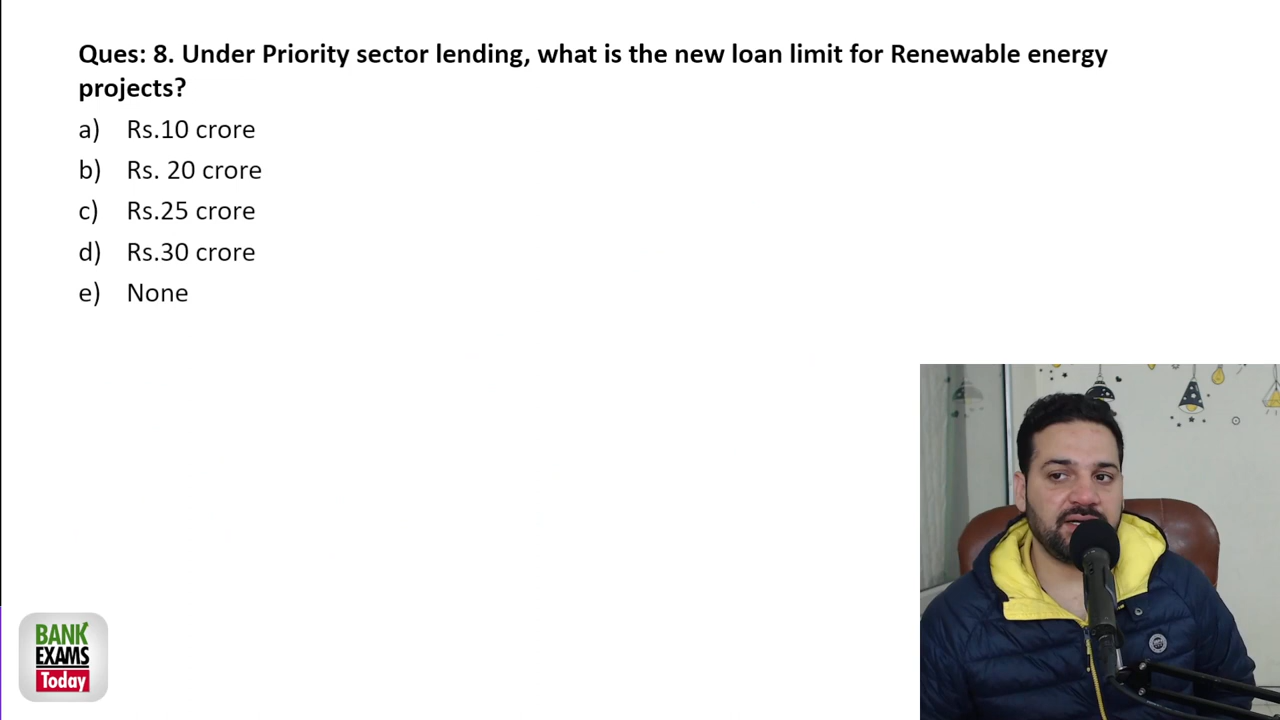 Ques: 8. Under Priority sector lending, what is the new loan limit for Renewable energy
projects?
a) Rs.10 crore
b) Rs. 20 crore
c) Rs.25 crore
d) Rs.30 crore
e) None
BANK
EXAMS
Today